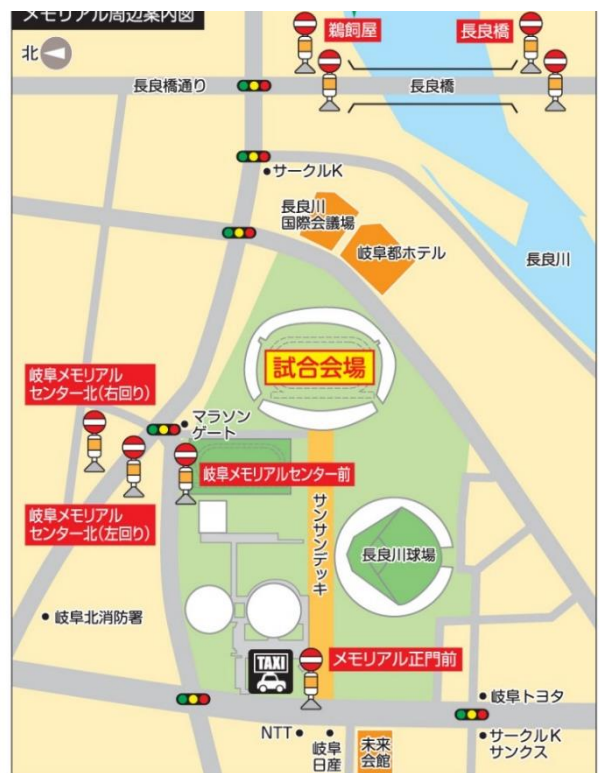 メモリアル周辺案内図
北
鵜飼屋
長良橋
長良橋通り
長良橋
サークルK
長良川
国際会議場
岐阜都ホテル
長良川
試合会場
岐阜メモリアル
センター北(右回り)
マラソン
ゲート
岐阜メモリアルセンター前
岐阜メモリアル
センター北(左回り)
サンサンデッキ
長良川球場
岐阜北消防署
TAXI
メモリアル正門前
岐阜トヨタ
NTT
岐阜
日産
未来
会館
サークルK
サンクス